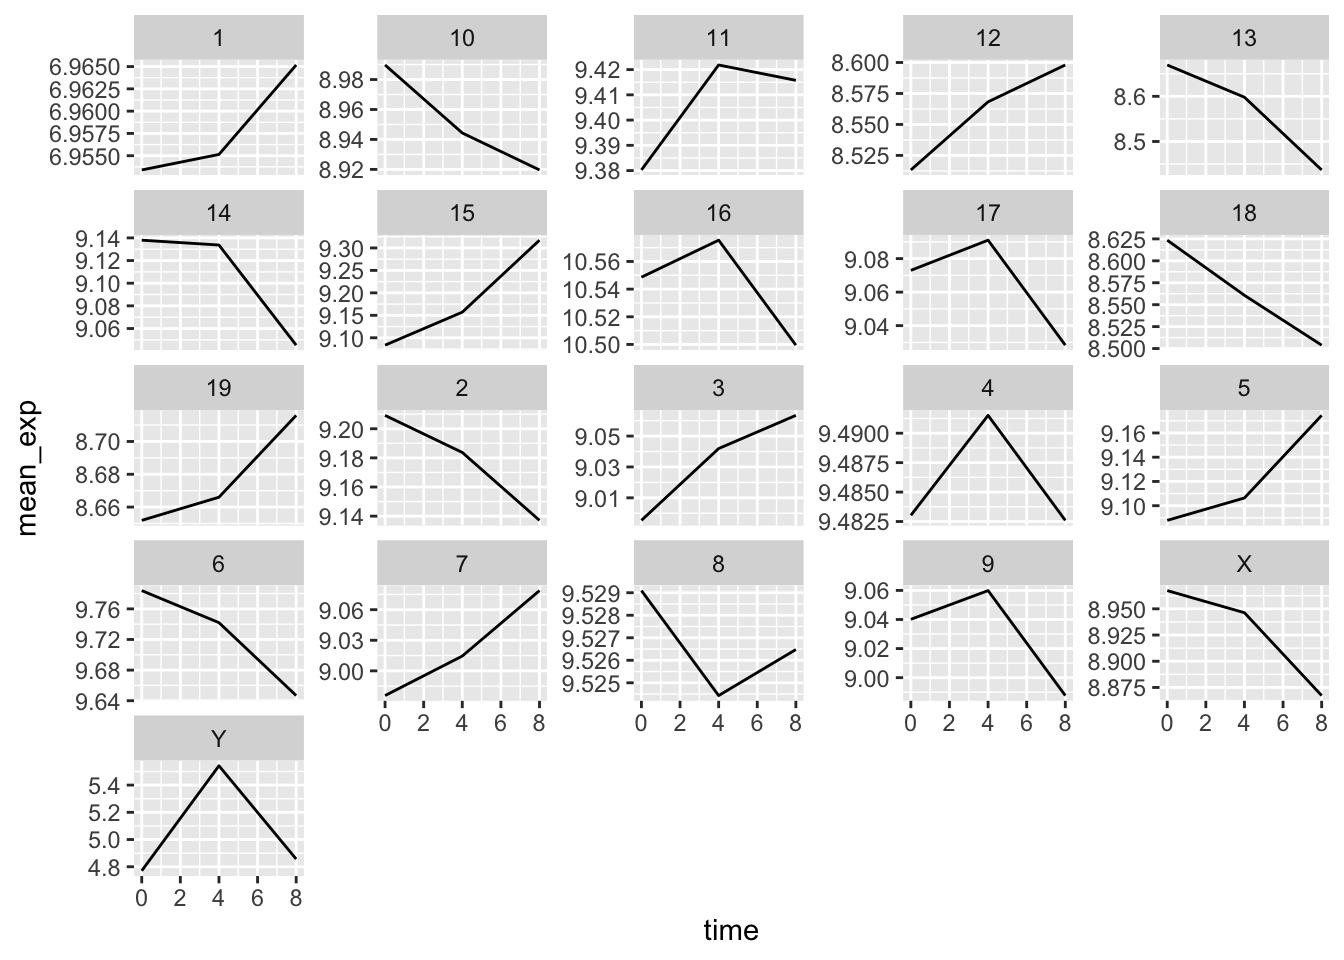 1 10 11 12 13
6.9650 8.98 9.42 8.600 8.6
6.9625 8.96 9.41 8.575 8.5
6.9600 8.94 9.40 8.550
6.9575 8.92 9.39 8.525
6.9550 9.38
14 15 16 17 18
9.14 9.30 10.56 9.08 8.625
9.12 9.25 10.54 9.06 8.600
9.10 9.20 10.52 9.04 8.575
9.08 9.15 10.50 8.550
9.06 9.10 8.525
8.500
19 2 3 4 5
8.70 9.20 9.05 9.4900 9.16
8.68 9.18 9.03 9.4875 9.14
8.66 9.16 9.01 9.4850 9.12
9.14 9.4825 9.10
mean_exp
6 7 8 9 X
9.76 9.06 9.529 9.06 8.950
9.72 9.03 9.528 9.04 8.925
9.68 9.00 9.527 9.02 8.900
9.64 9.526 9.00 8.875
9.525
0 2 4 6 8 0 2 4 6 8 0 2 4 6 8 0 2 4 6 8
Y
5.4
5.2
5.0
4.8
0 2 4 6 8
time